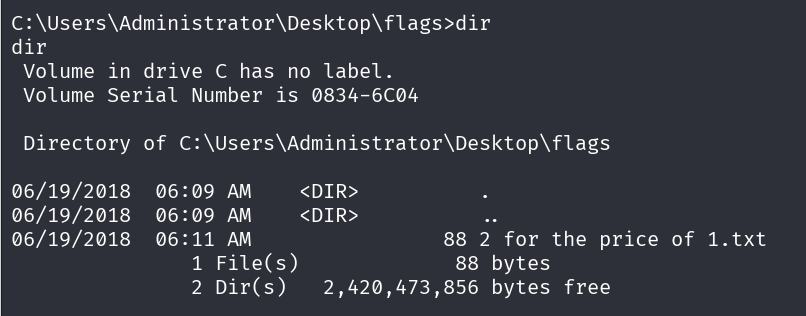 C:\Users\Administrator\Desktop\flags>dir
dir
 Volume in drive C has no label.
 Volume Serial Number is 0834-6C04

 Directory of C:\Users\Administrator\Desktop\flags

06/19/2018  06:09 AM    <DIR>          .
06/19/2018  06:09 AM    <DIR>          ..
06/19/2018  06:11 AM                88 2 for the price of 1.txt
               1 File(s)             88 bytes
               2 Dir(s)   2,420,473,856 bytes free